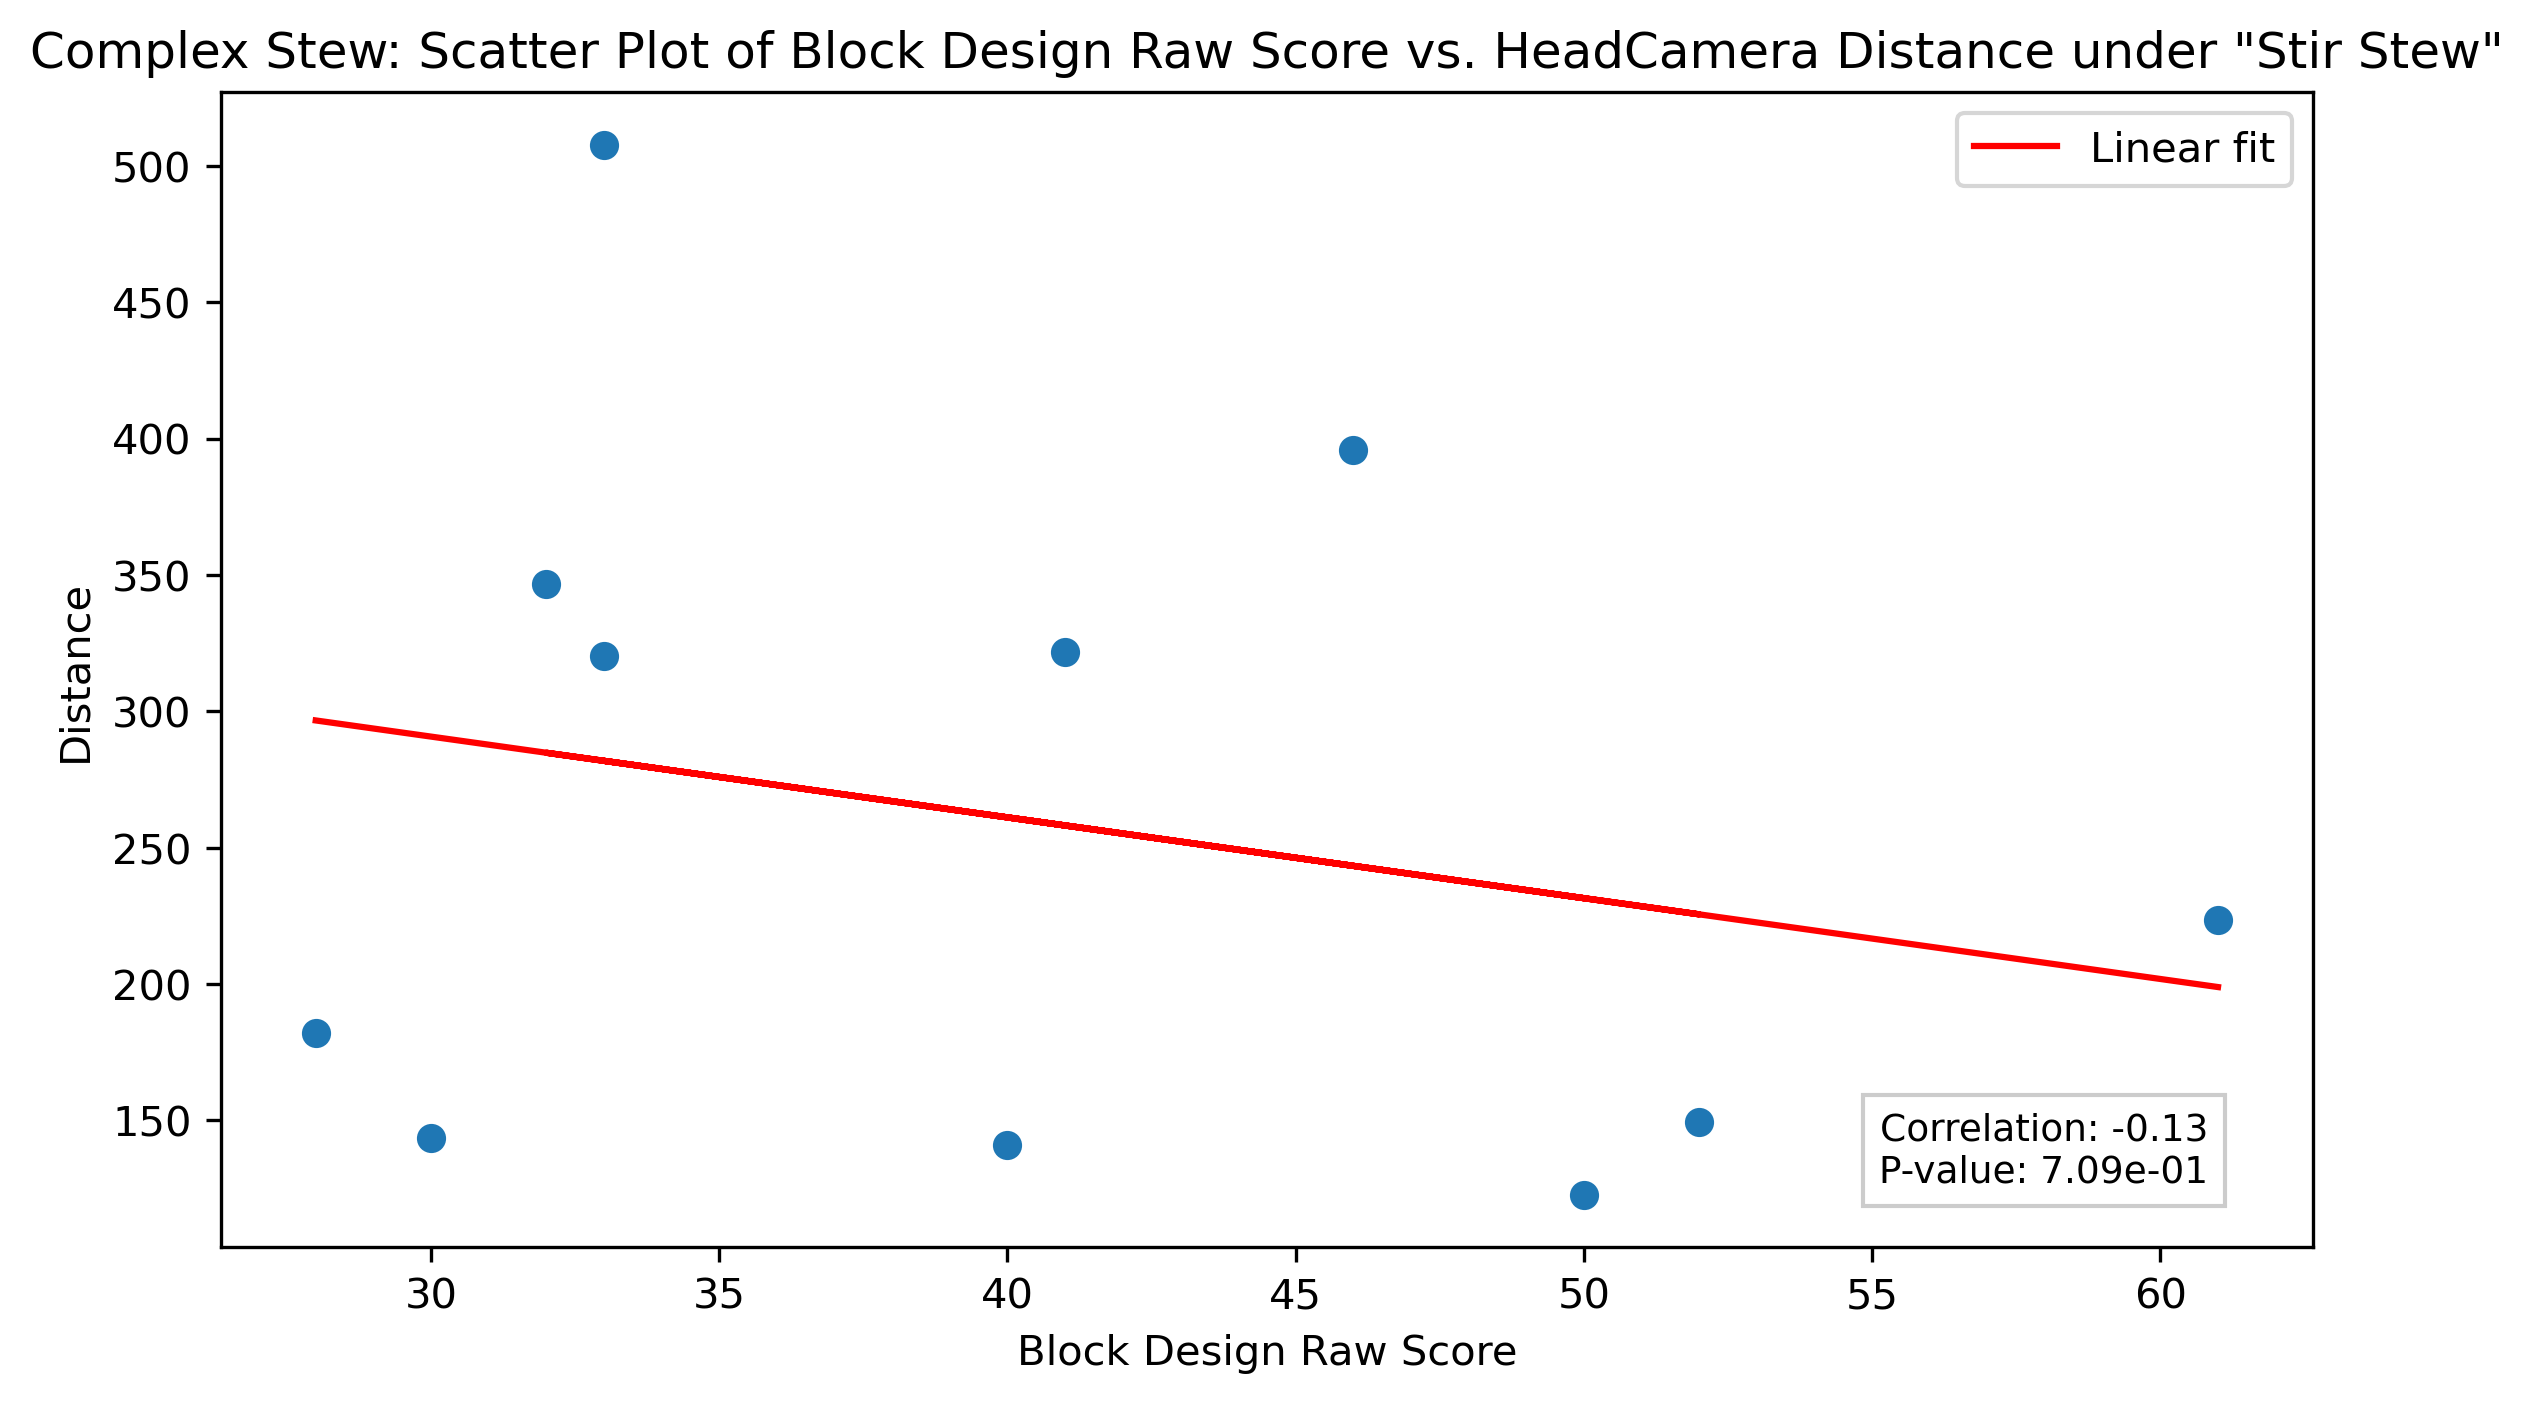 Complex Stew: Scatter Plot of Block Design Raw Score vs. HeadCamera Distance under "Stir Stew"
Linear fit
500
450
400
350
300
250
200
150
Distance
Correlation: -0.13
P-value: 7.09e-01
30 35 40 45 50 55 60
Block Design Raw Score